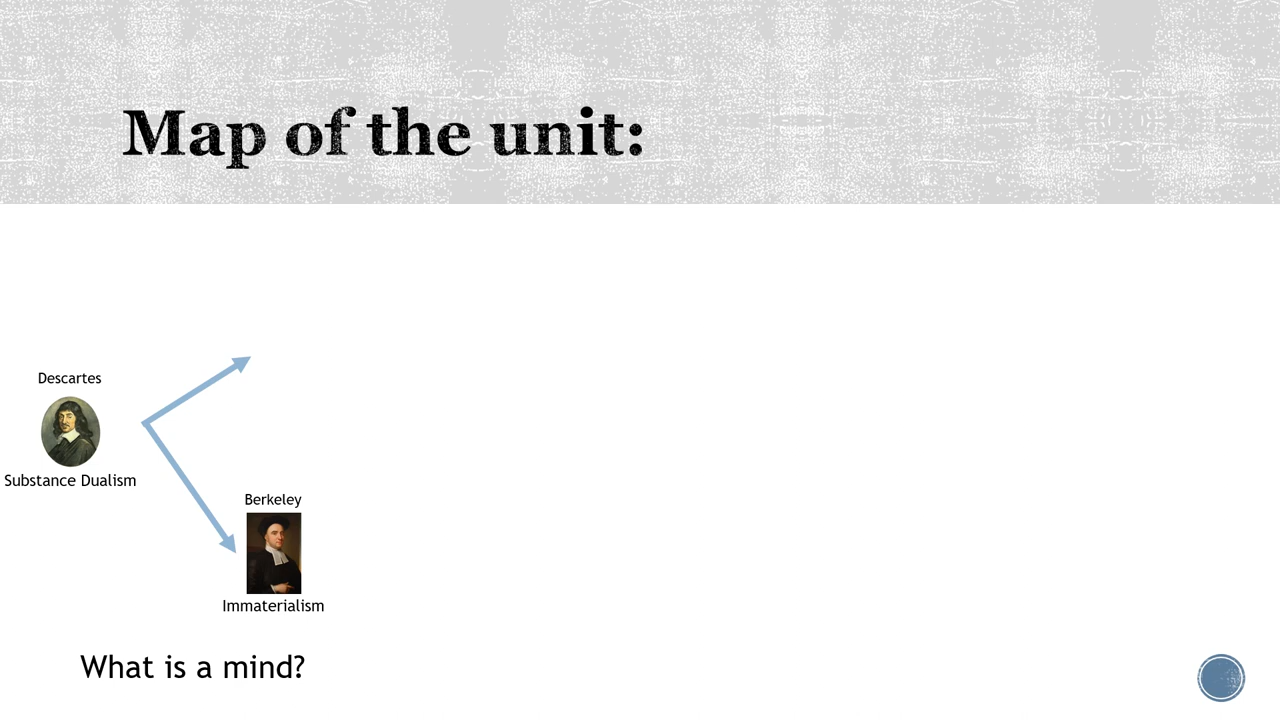 Map of the unit:
Descartes
Substance Dualism
Berkeley
Immaterialism
What is a mind?